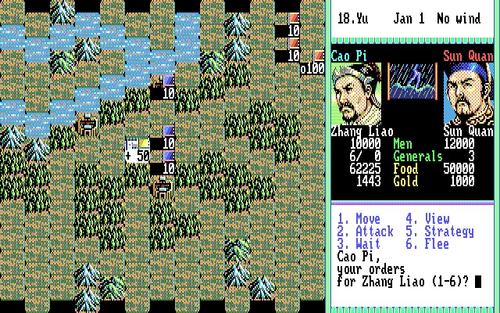 18.Yu Jan 1 No wind
10
10
10
o100
10
+ 50
10
10
Cao Pi Sun Quan
Zhang Liao Sun Quan
10000 Men 12000
6/ 0 Generals 3
62225 Food 50000
1443 Gold 1000
1. Move 4. View
2. Attack 5. Strategy
3. Wait 6. Flee
Cao Pi,
your orders
for Zhang Liao (1-6)?